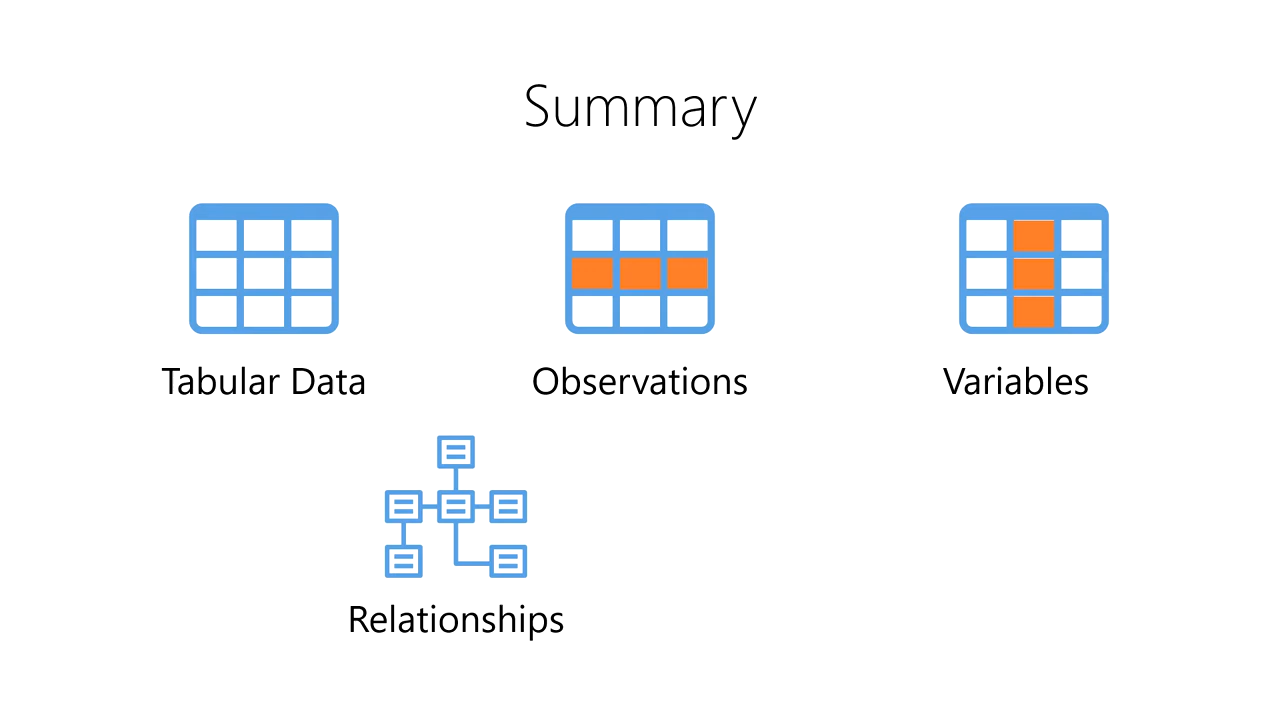 Summary
Tabular Data
Observations
Variables
Relationships